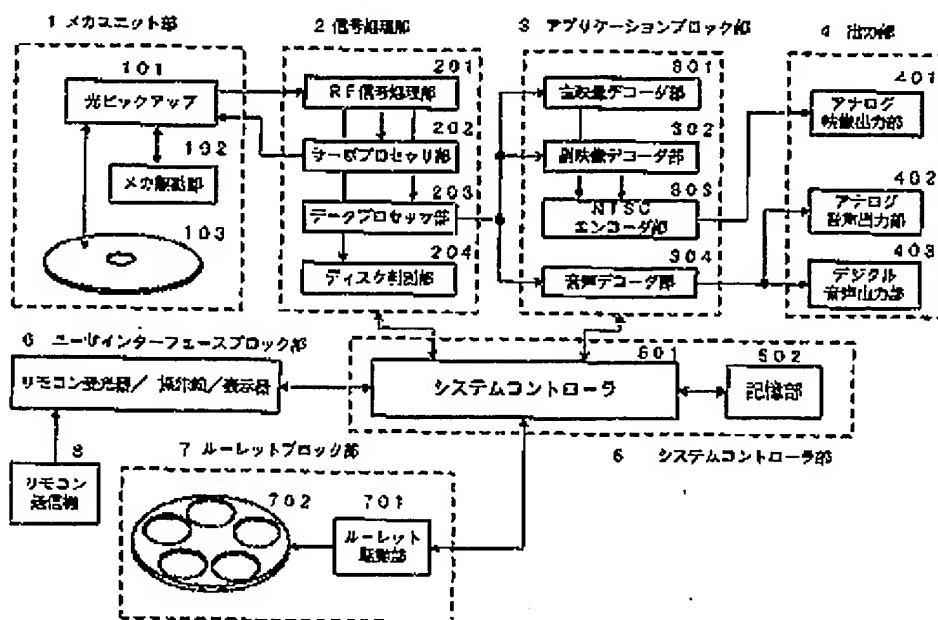 1 メカユニット部
101
光ピックアップ
102
メカ駆動部
103
2 信号処理部
201
RF信号処理部
202
サーボプロセッサ部
203
データプロセッサ部
204
ディスク判別部
3 アプリケーションブロック部
301
主映像デコーダ部
302
副映像デコーダ部
303
NTSC
エンコーダ部
304
音声デコーダ部
4 出力部
401
アナログ
映像出力部
402
アナログ
音声出力部
403
デジタル
音声出力部
6 ユーザインターフェースブロック部
リモコン受光器/操作部/表示器
8
リモコン
送信機
501
システムコントローラ
502
記憶部
5 システムコントローラ部
7 ルーレットブロック部
702
701
ルーレット
駆動部